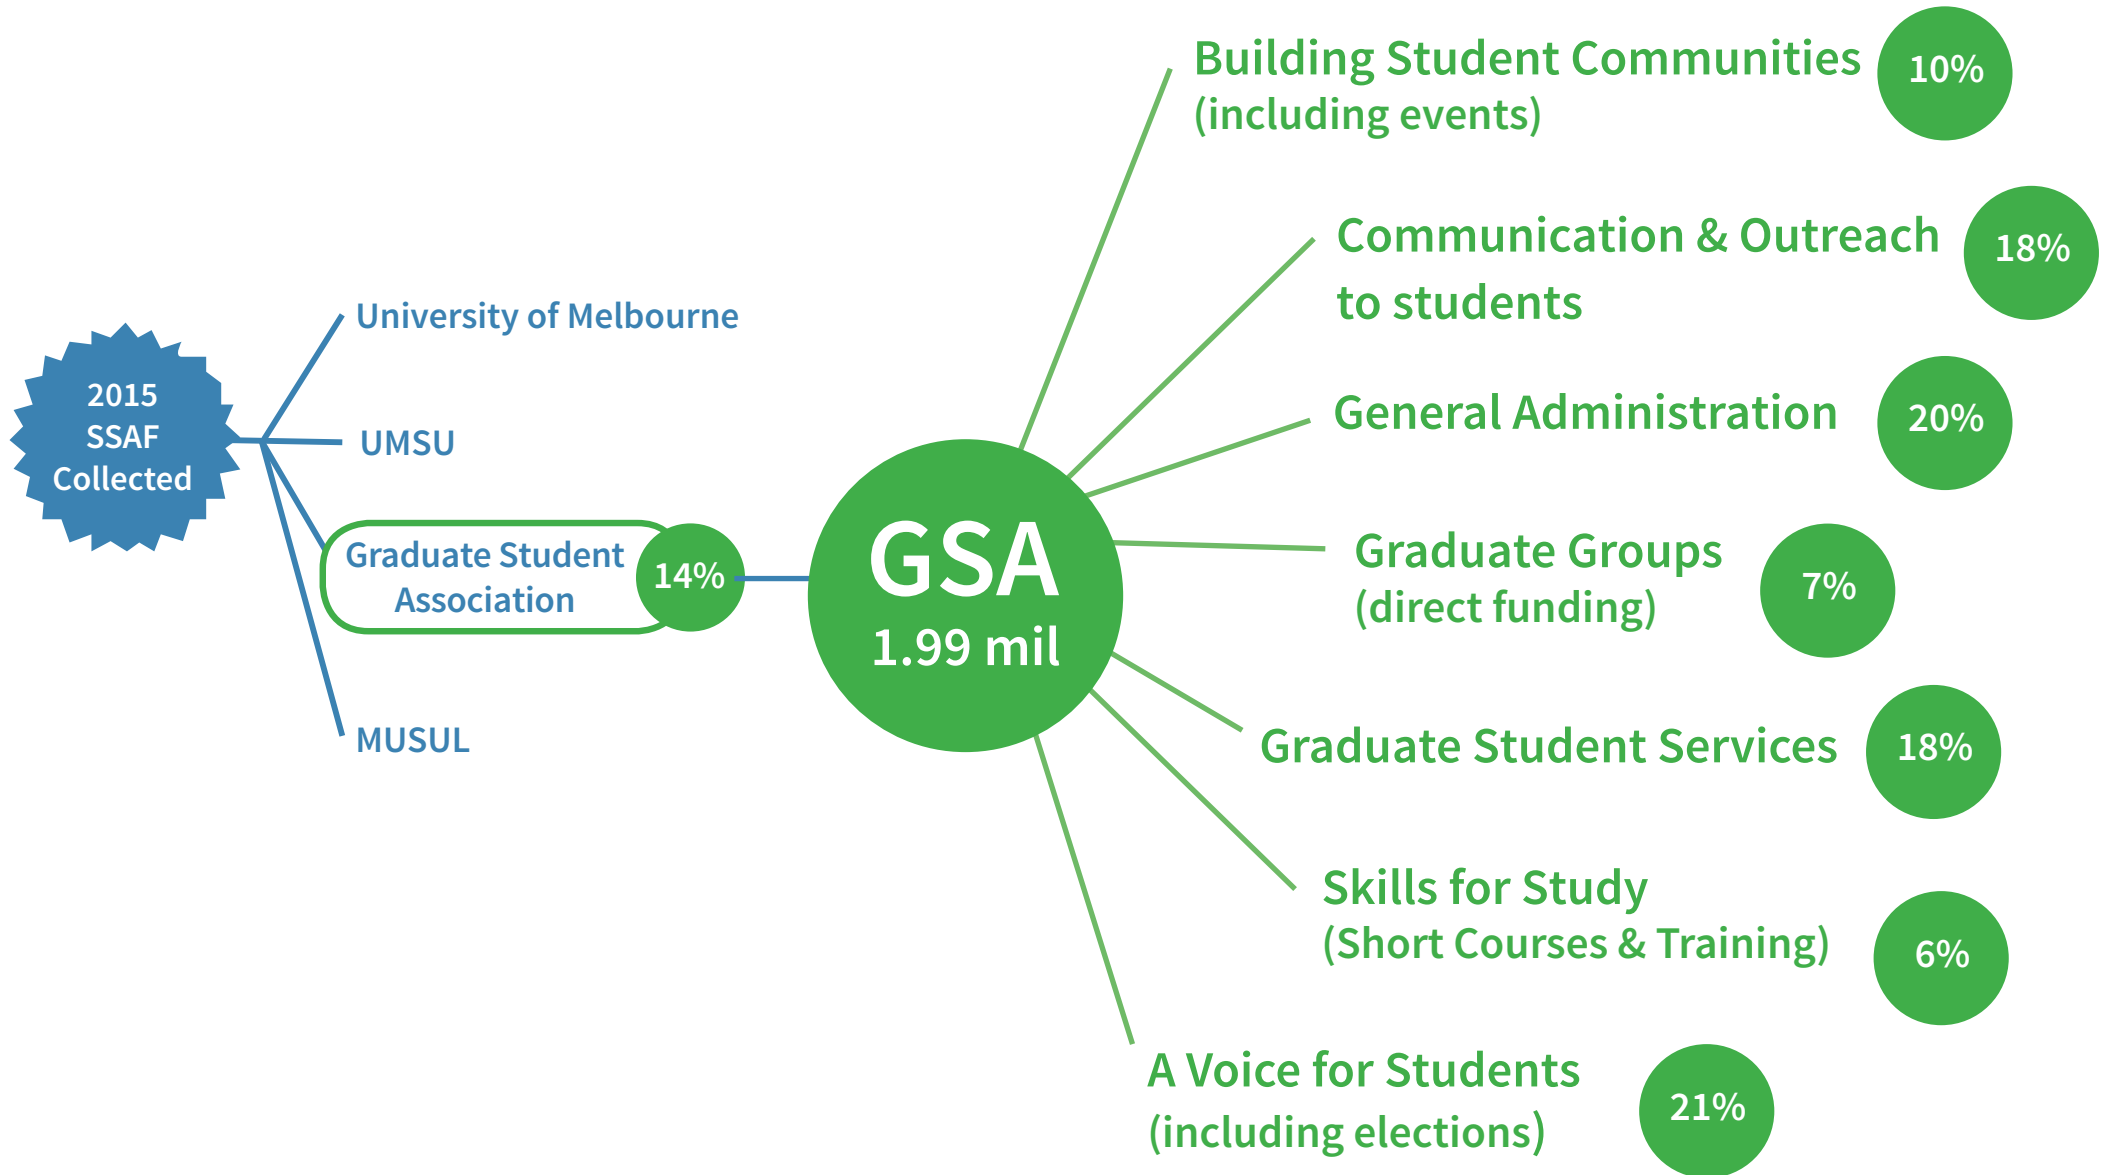 2015
SSAF
Collected
University of Melbourne
UMSU
Graduate Student
Association
14%
MUSUL
GSA
1.99 mil
Building Student Communities
(including events)
10%
Communication & Outreach
to students
18%
General Administration
20%
Graduate Groups
(direct funding)
7%
Graduate Student Services
18%
Skills for Study
(Short Courses & Training)
6%
A Voice for Students
(including elections)
21%